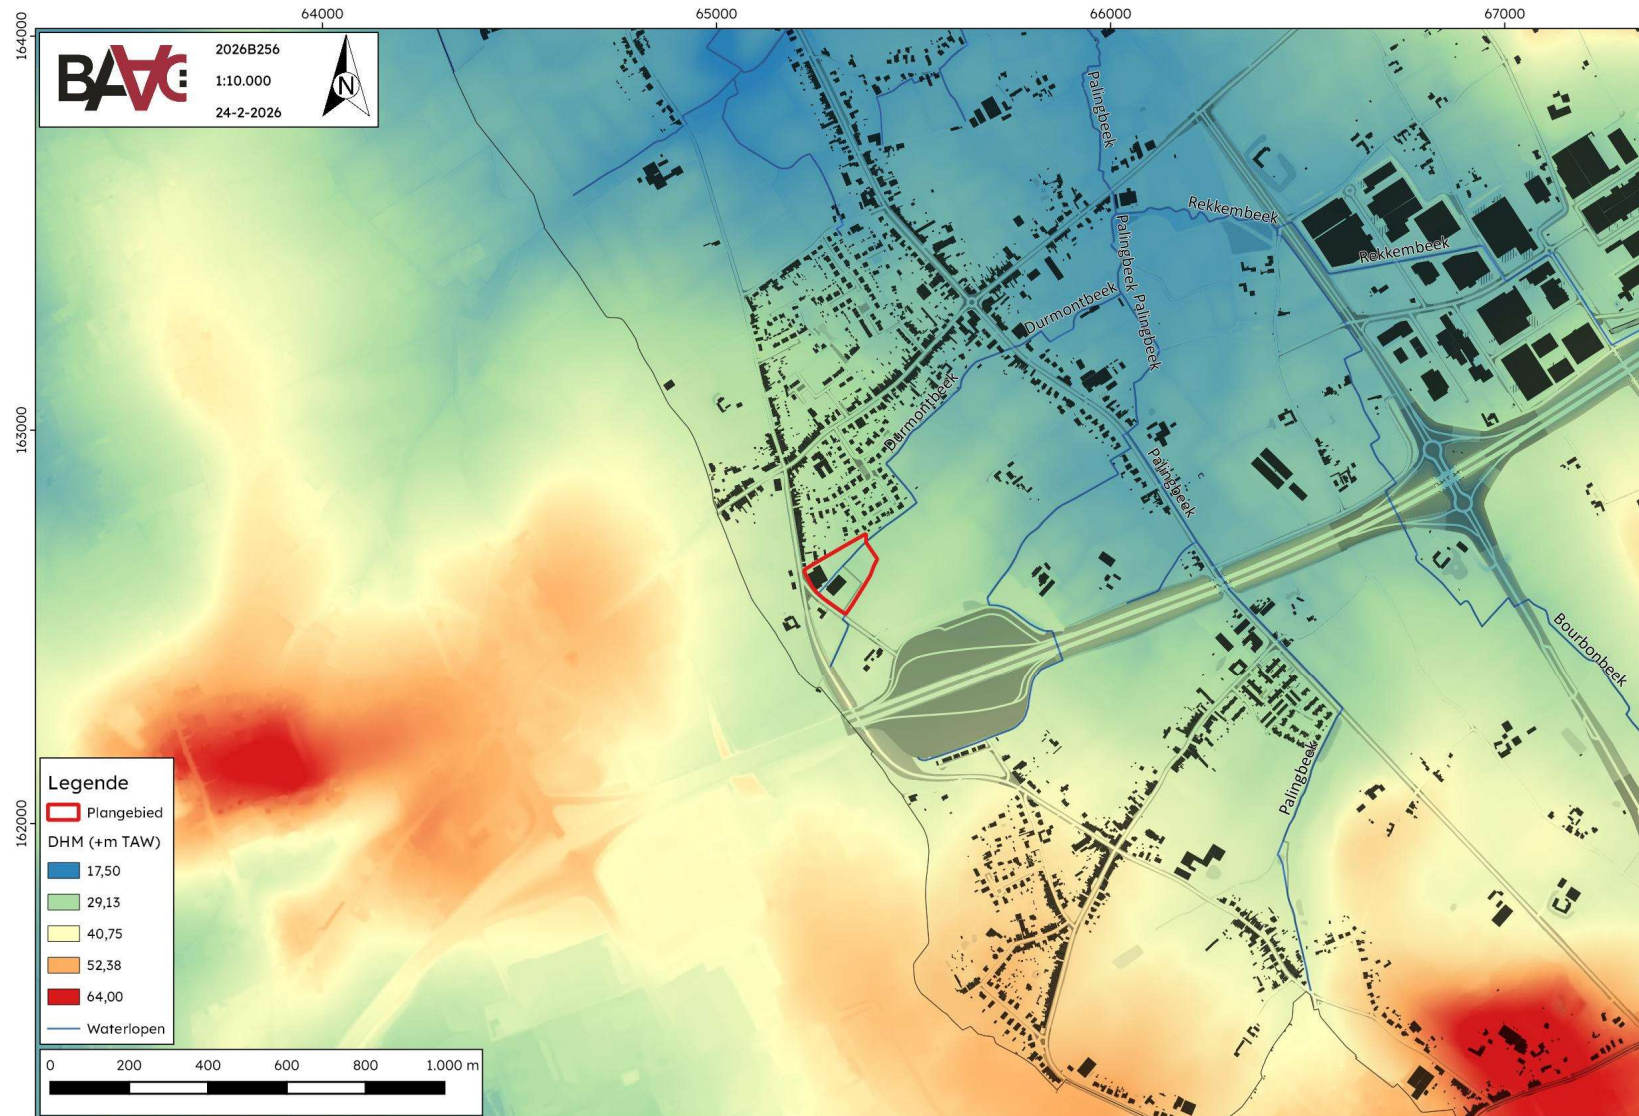 64000
65000
66000
67000
164000
163000
162000
BAAC
2026B256
1:10.000
24-2-2026
N
Palingbeek
Rekkembeek
Rekkembeek
Palingbeek
Palingbeek
Durmontbeek
Durmontbeek
Palingbeek
Bourbonbeek
Palingbeek
Legende
Plangebied
DHM (+m TAW)
17,50
29,13
40,75
52,38
64,00
Waterlopen
0 200 400 600 800 1.000 m